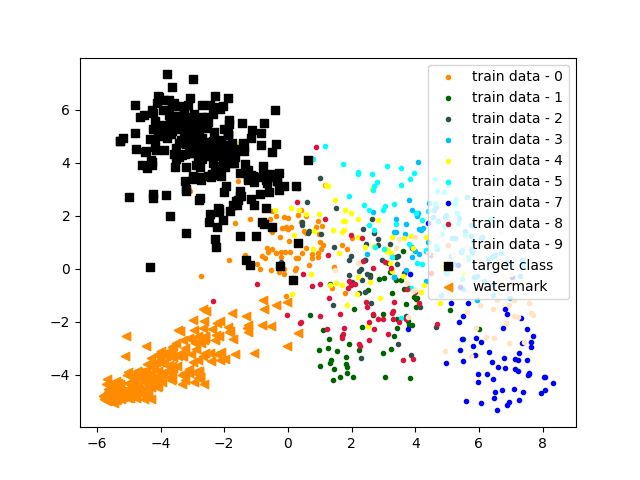 6
4
2
0
−2
−4
−6 −4 −2 0 2 4 6 8
train data - 0
train data - 1
train data - 2
train data - 3
train data - 4
train data - 5
train data - 7
train data - 8
train data - 9
target class
watermark